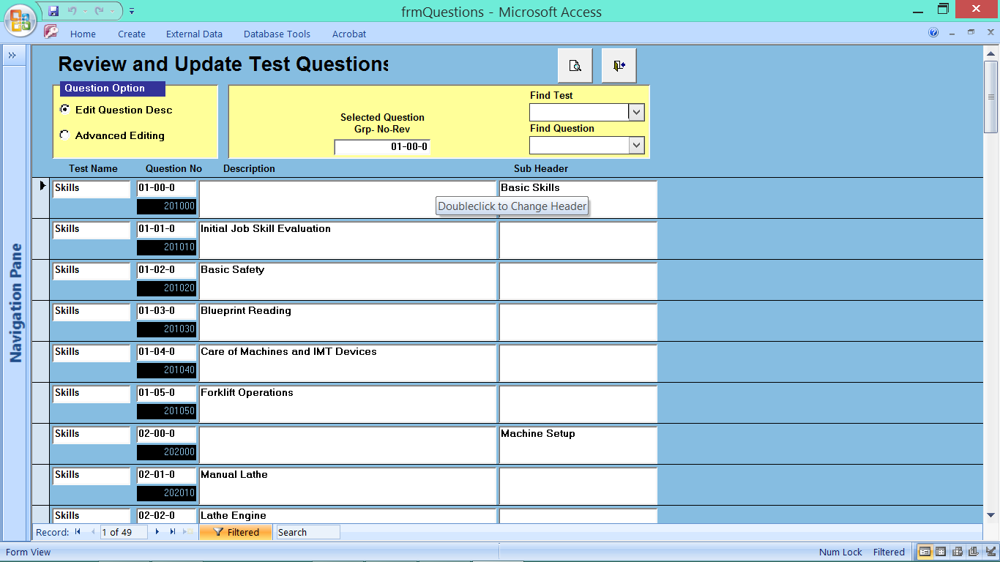 frmQuestions - Microsoft Access
Home Create External Data Database Tools Acrobat
Review and Update Test Questions
Question Option
Edit Question Desc
Advanced Editing
Selected Question
Grp- No-Rev
01-00-0
Find Test
Find Question
Test Name Question No Description Sub Header
Skills 01-00-0 Basic Skills
201000
Doubleclick to Change Header
Skills 01-01-0 Initial Job Skill Evaluation
201010
Skills 01-02-0 Basic Safety
201020
Skills 01-03-0 Blueprint Reading
201030
Skills 01-04-0 Care of Machines and IMT Devices
201040
Skills 01-05-0 Forklift Operations
201050
Skills 02-00-0 Machine Setup
202000
Skills 02-01-0 Manual Lathe
202010
Skills 02-02-0 Lathe Engine
Navigation Pane
Record: 1 of 49 Filtered Search
Form View Num Lock Filtered